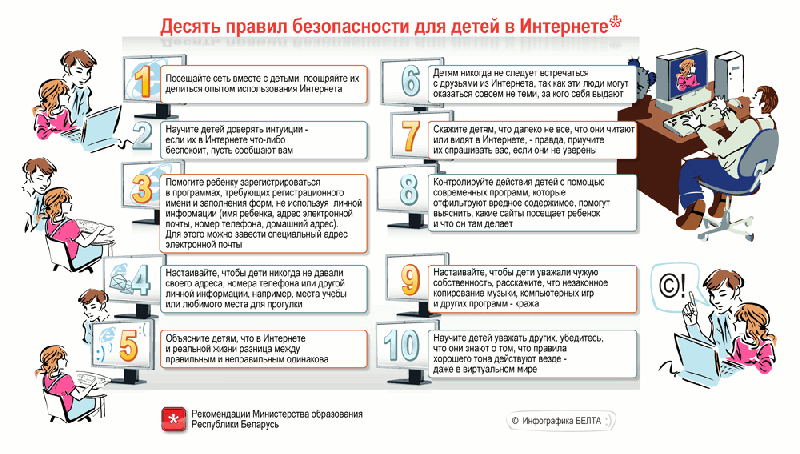 Десять правил безопасности для детей в Интернете*
1
Посещайте сеть вместе с детьми, поощряйте их
делиться опытом использования Интернета
2
Научите детей доверять интуиции -
если их в Интернете что-либо
беспокоит, пусть сообщают вам
3
Помогите ребенку зарегистрироваться
в программах, требующих регистрационного
имени и заполнения форм, не используя личной
информации (имя ребенка, адрес электронной
почты, номер телефона, домашний адрес).
Для этого можно завести специальный адрес
электронной почты
4
Настаивайте, чтобы дети никогда не давали
своего адреса, номера телефона или другой
личной информации, например, места учебы
или любимого места для прогулки
5
Объясните детям, что в Интернете
и реальной жизни разница между
правильным и неправильным одинакова
6
Детям никогда не следует встречаться
с друзьями из Интернета, так как эти люди могут
оказаться совсем не теми, за кого себя выдают
7
Скажите детям, что далеко не все, что они читают
или видят в Интернете, - правда, приучите
их спрашивать вас, если они не уверены
8
Контролируйте действия детей с помощью
современных программ, которые
отфильтруют вредное содержимое, помогут
выяснить, какие сайты посещает ребенок
и что он там делает
9
Настаивайте, чтобы дети уважали чужую
собственность, расскажите, что незаконное
копирование музыки, компьютерных игр
и других программ - кража
©!
10
Научите детей уважать других, убедитесь,
что они знают о том, что правила
хорошего тона действуют везде -
даже в виртуальном мире
* Рекомендации Министерства образования
Республики Беларусь
© Инфографика БЕЛТА :)